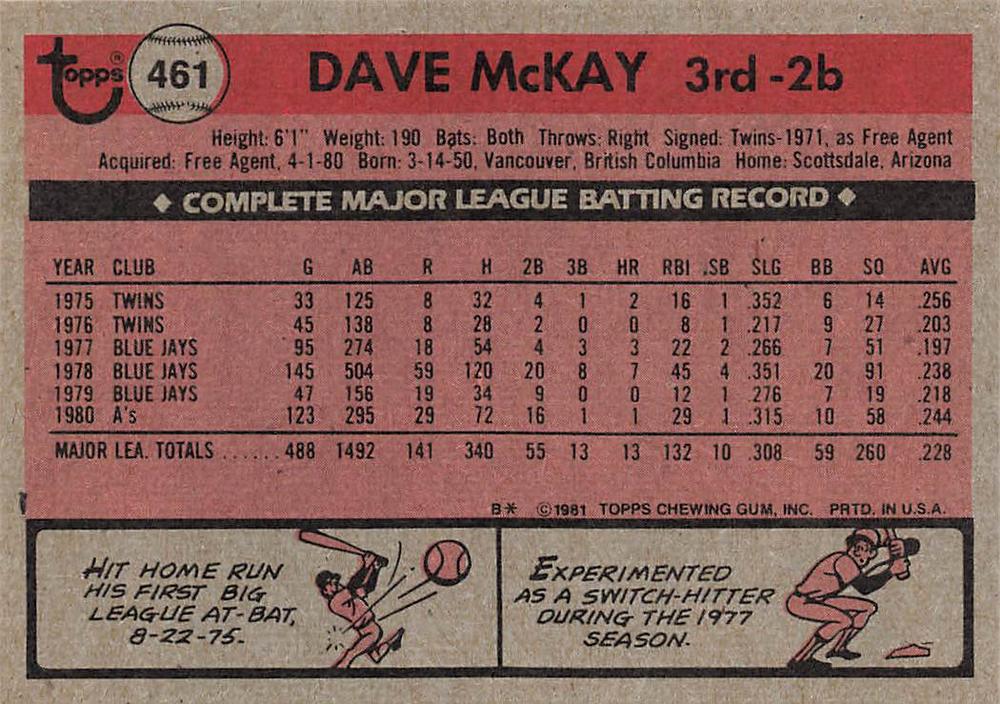 topps® 461 DAVE McKAY 3rd-2b
Height: 6'1" Weight: 190 Bats: Both Throws: Right Signed: Twins-1971, as Free Agent
Acquired: Free Agent, 4-1-80 Born: 3-14-50, Vancouver, British Columbia Home: Scottsdale, Arizona
◆ COMPLETE MAJOR LEAGUE BATTING RECORD ◆
YEAR CLUB G AB R H 2B 3B HR RBI SB SLG BB SO AVG
1975 TWINS 33 125 8 32 4 1 2 16 1 .352 6 14 .256
1976 TWINS 45 138 8 28 2 0 0 8 1 .217 9 27 .203
1977 BLUE JAYS 95 274 18 54 4 3 3 22 2 .266 7 51 .197
1978 BLUE JAYS 145 504 59 120 20 8 7 45 4 .351 20 91 .238
1979 BLUE JAYS 47 156 19 34 9 0 0 12 1 .276 7 19 .218
1980 A's 123 295 29 72 16 1 1 29 1 .315 10 58 .244
MAJOR LEA. TOTALS ...... 488 1492 141 340 55 13 13 132 10 .308 59 260 .228
B* ©1981 TOPPS CHEWING GUM, INC. PRTD. IN U.S.A.
HIT HOME RUN
HIS FIRST BIG
LEAGUE AT-BAT,
8-22-75.
EXPERIMENTED
AS A SWITCH-HITTER
DURING THE 1977
SEASON.